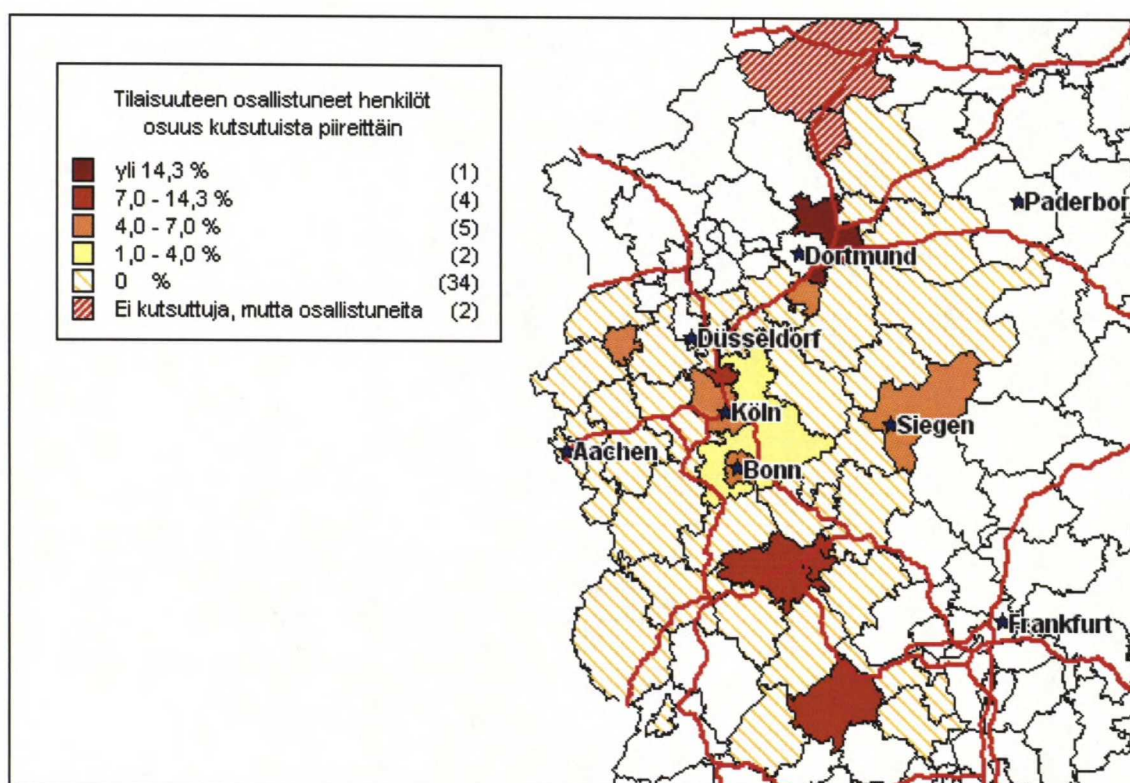 Tilaisuuteen osallistuneet henkilöt
osuus kutsutuista piireittäin
yli 14,3 % (1)
7,0 - 14,3 % (4)
4,0 - 7,0 % (5)
1,0 - 4,0 % (2)
0 % (34)
Ei kutsuttuja, mutta osallistuneita (2)
Paderbor
Dortmund
Düsseldorf
Köln
Siegen
Aachen
Bonn
Frankfurt